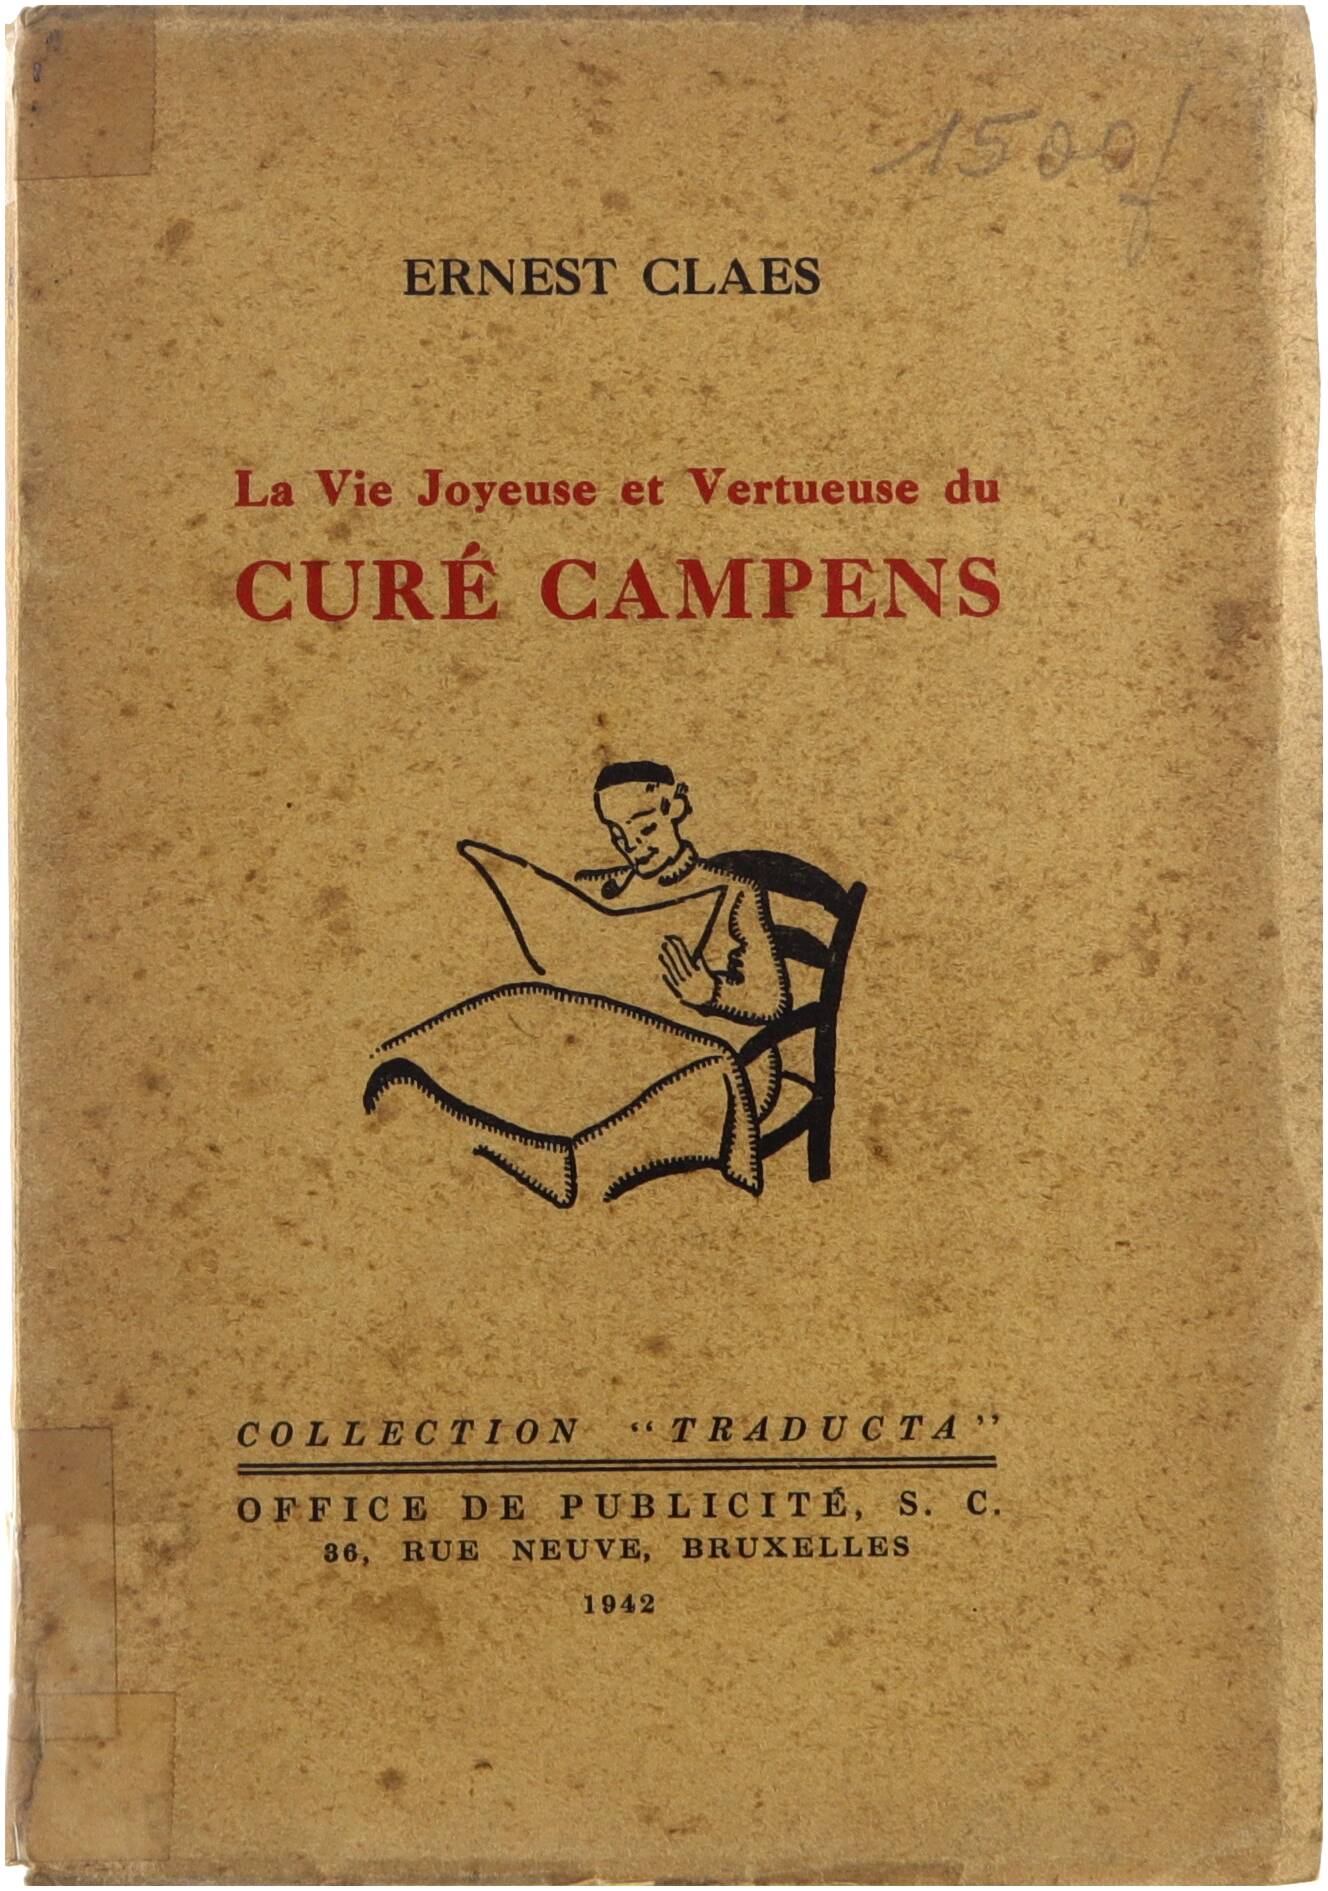 1500f
ERNEST CLAES
La Vie Joyeuse et Vertueuse du
CURÉ CAMPENS
COLLECTION “TRADUCTA”
OFFICE DE PUBLICITÉ, S. C.
36, RUE NEUVE, BRUXELLES
1942